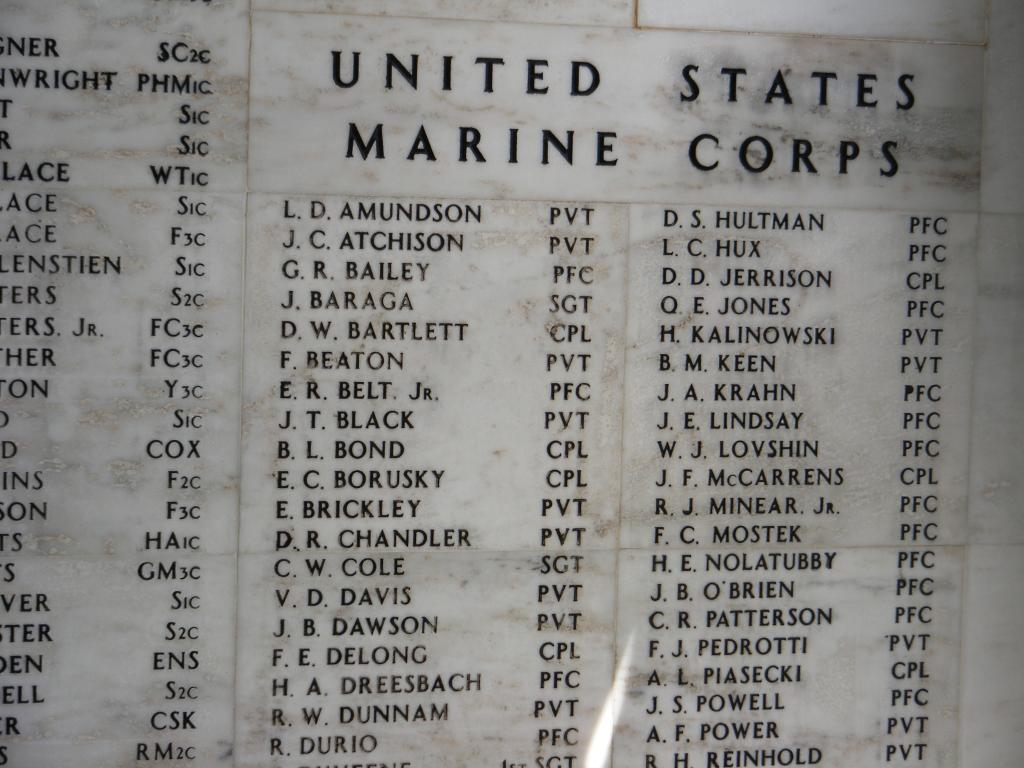 GNER SC2C
NWRIGHT PHM1C
T S1C
R S1C
LACE WT1C
LACE S1C
ACE F3C
LENSTIEN S1C
TERS S2C
TERS. JR. FC3C
THER FC3C
TON Y3C
S1C
D COX
INS F2C
SON F3C
TS HA1C
S GM3C
VER S1C
STER S2C
DEN ENS
ELL S2C
ER CSK
S RM2C
UNITED STATES
MARINE CORPS
L. D. AMUNDSON PVT
J. C. ATCHISON PVT
G. R. BAILEY PFC
J. BARAGA SGT
D. W. BARTLETT CPL
F. BEATON PVT
E. R. BELT. JR. PFC
J. T. BLACK PVT
B. L. BOND CPL
E. C. BORUSKY CPL
E. BRICKLEY PVT
D. R. CHANDLER PVT
C. W. COLE SGT
V. D. DAVIS PVT
J. B. DAWSON PVT
F. E. DELONG CPL
H. A. DREESBACH PFC
R. W. DUNNAM PVT
R. DURIO PFC
1ST SGT
D. S. HULTMAN PFC
L. C. HUX PFC
D. D. JERRISON CPL
Q. E. JONES PFC
H. KALINOWSKI PVT
B. M. KEEN PVT
J. A. KRAHN PFC
J. E. LINDSAY PFC
W. J. LOVSHIN PFC
J. F. McCARRENS CPL
R. J. MINEAR. JR. PFC
F. C. MOSTEK PFC
H. E. NOLATUBBY PFC
J. B. O'BRIEN PFC
C. R. PATTERSON PFC
F. J. PEDROTTI PVT
A. L. PIASECKI CPL
J. S. POWELL PFC
A. F. POWER PVT
R. H. REINHOLD PVT